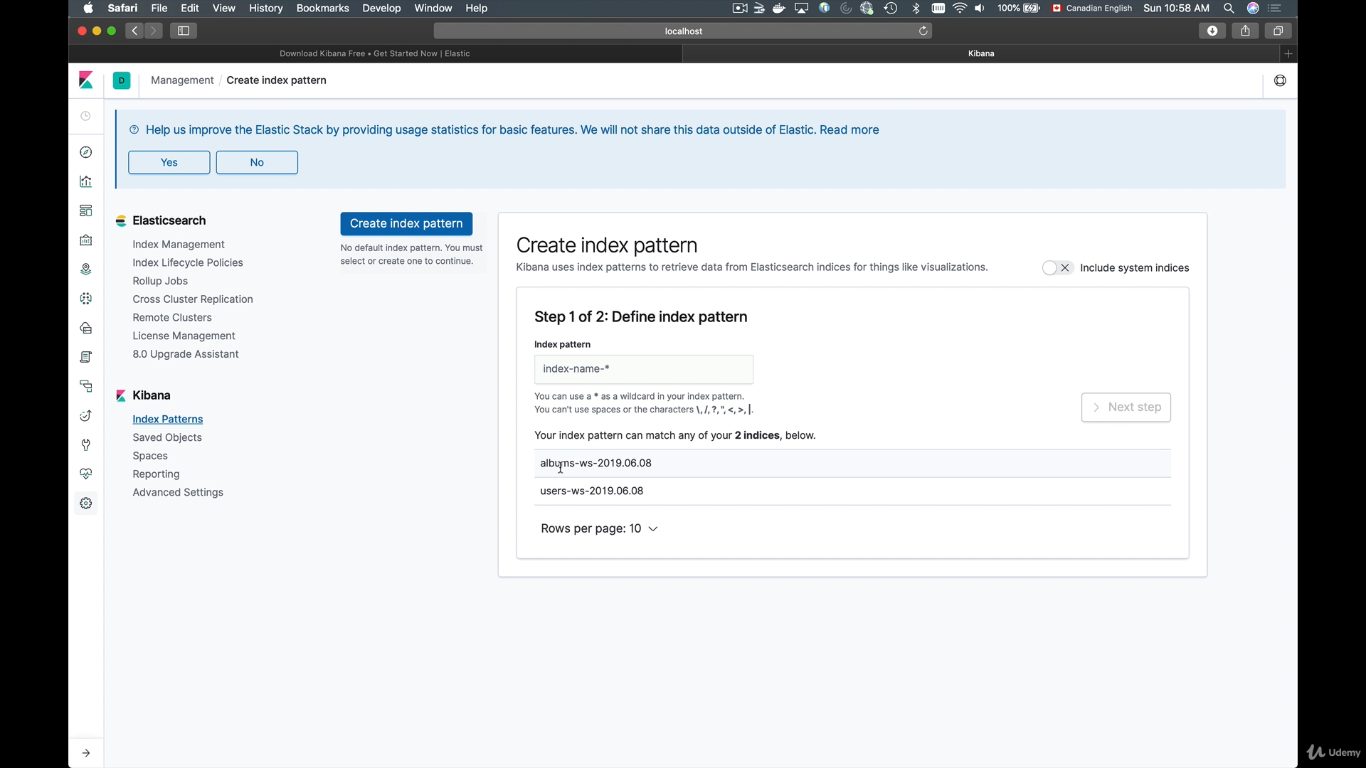 Safari File Edit View History Bookmarks Develop Window Help 100% Canadian English Sun 10:58 AM
localhost
Download Kibana Free • Get Started Now | Elastic
Kibana
D Management / Create index pattern
Help us improve the Elastic Stack by providing usage statistics for basic features. We will not share this data outside of Elastic. Read more
Yes No
Elasticsearch
Index Management
Index Lifecycle Policies
Rollup Jobs
Cross Cluster Replication
Remote Clusters
License Management
8.0 Upgrade Assistant
Kibana
Index Patterns
Saved Objects
Spaces
Reporting
Advanced Settings
Create index pattern
No default index pattern. You must
select or create one to continue.
Create index pattern
Kibana uses index patterns to retrieve data from Elasticsearch indices for things like visualizations.
Include system indices
Step 1 of 2: Define index pattern
Index pattern
index-name-*
You can use a * as a wildcard in your index pattern.
You can't use spaces or the characters \, /, ?, ", <, >, |.
Next step
Your index pattern can match any of your 2 indices, below.
albums-ws-2019.06.08
users-ws-2019.06.08
Rows per page: 10
Udemy